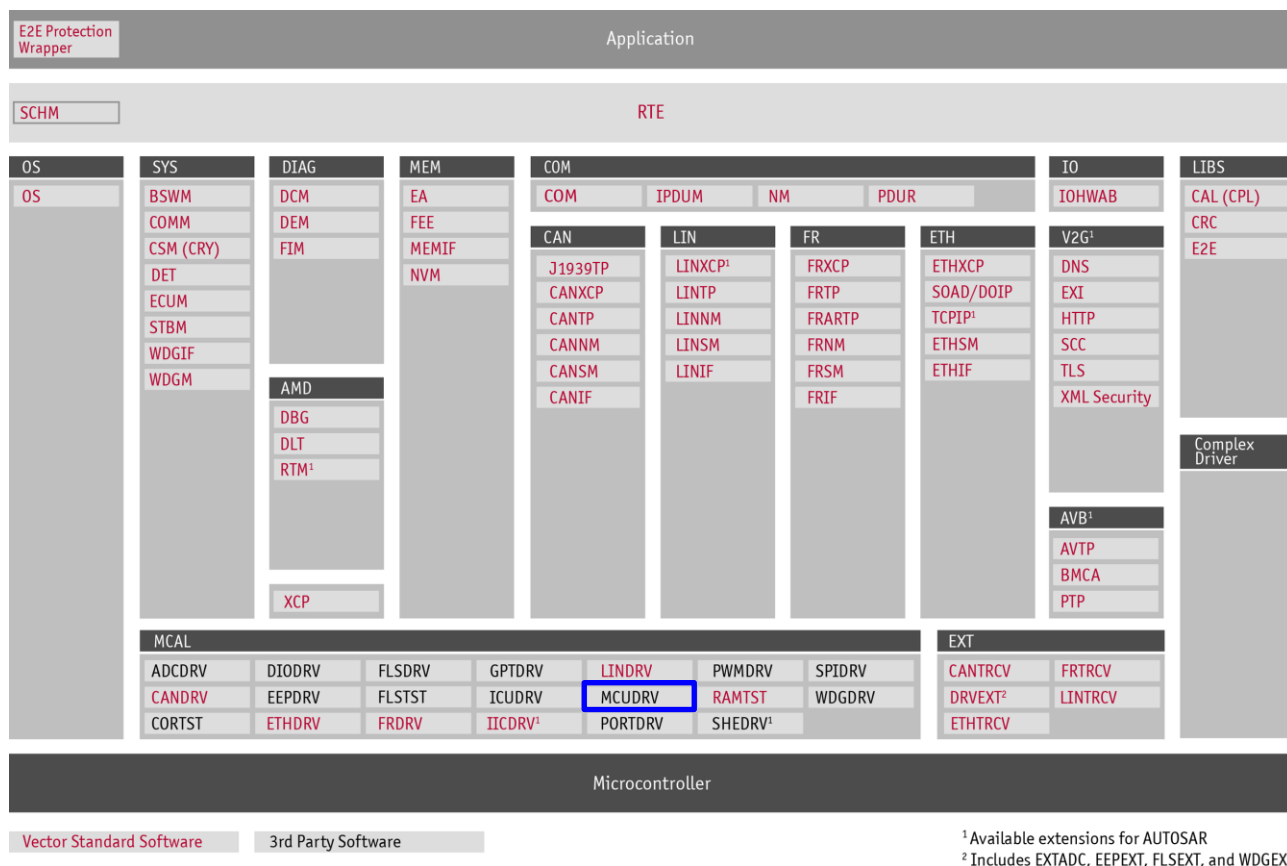 E2E Protection
Wrapper
Application
SCHM
RTE
OS
OS
SYS
BSWM
COMM
CSM (CRY)
DET
ECUM
STBM
WDGIF
WDGM
DIAG
DCM
DEM
FIM
AMD
DBG
DLT
RTM¹
XCP
MEM
EA
FEE
MEMIF
NVM
COM
COM IPDUM NM PDUR
CAN
J1939TP
CANXCP
CANTP
CANNM
CANSM
CANIF
LIN
LINXCP¹
LINTP
LINNM
LINSM
LINIF
FR
FRXCP
FRTP
FRARTP
FRNM
FRSM
FRIF
ETH
ETHXCP
SOAD/DOIP
TCPIP¹
ETHSM
ETHIF
IO
IOHWAB
V2G¹
DNS
EXI
HTTP
SCC
TLS
XML Security
AVB¹
AVTP
BMCA
PTP
LIBS
CAL (CPL)
CRC
E2E
Complex
Driver
MCAL
ADCDRV DIODRV FLSDRV GPTDRV LINDRV PWMDRV SPIDRV
CANDRV EEPDRV FLSTST ICUDRV MCUDRV RAMTST WDGDRV
CORTST ETHDRV FRDRV IICDRV¹ PORTDRV SHEDRV¹
EXT
CANTRCV FRTRCV
DRVEXT² LINTRCV
ETHTRCV
Microcontroller
Vector Standard Software 3rd Party Software
¹ Available extensions for AUTOSAR
² Includes EXTADC, EEPEXT, FLSEXT, and WDGEX